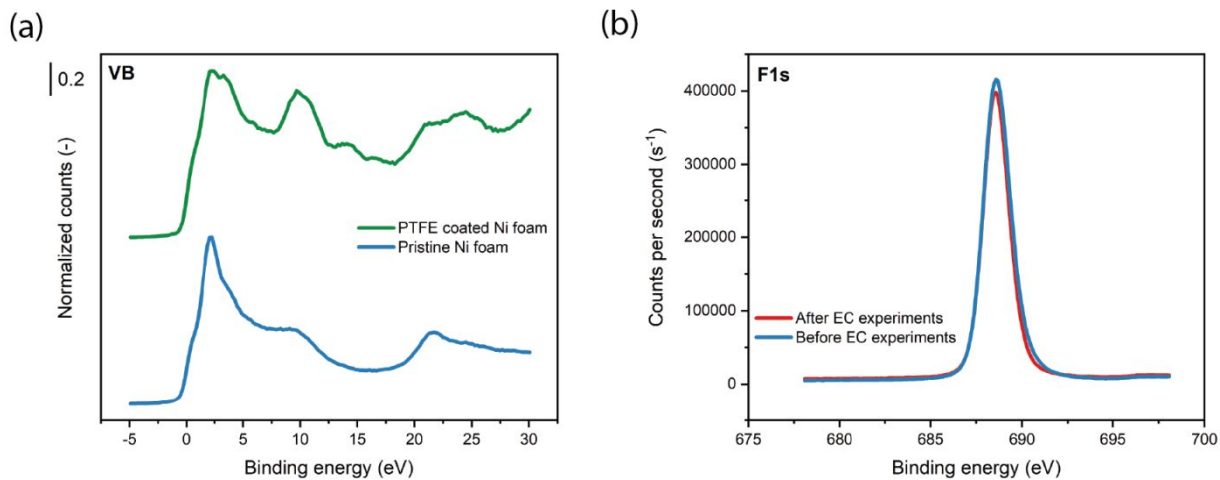 (a)
0.2
VB
Normalized counts (-)
PTFE coated Ni foam
Pristine Ni foam
-5 0 5 10 15 20 25 30
Binding energy (eV)
(b)
F1s
Counts per second (s⁻¹)
400000
300000
200000
100000
0
After EC experiments
Before EC experiments
675 680 685 690 695 700
Binding energy (eV)